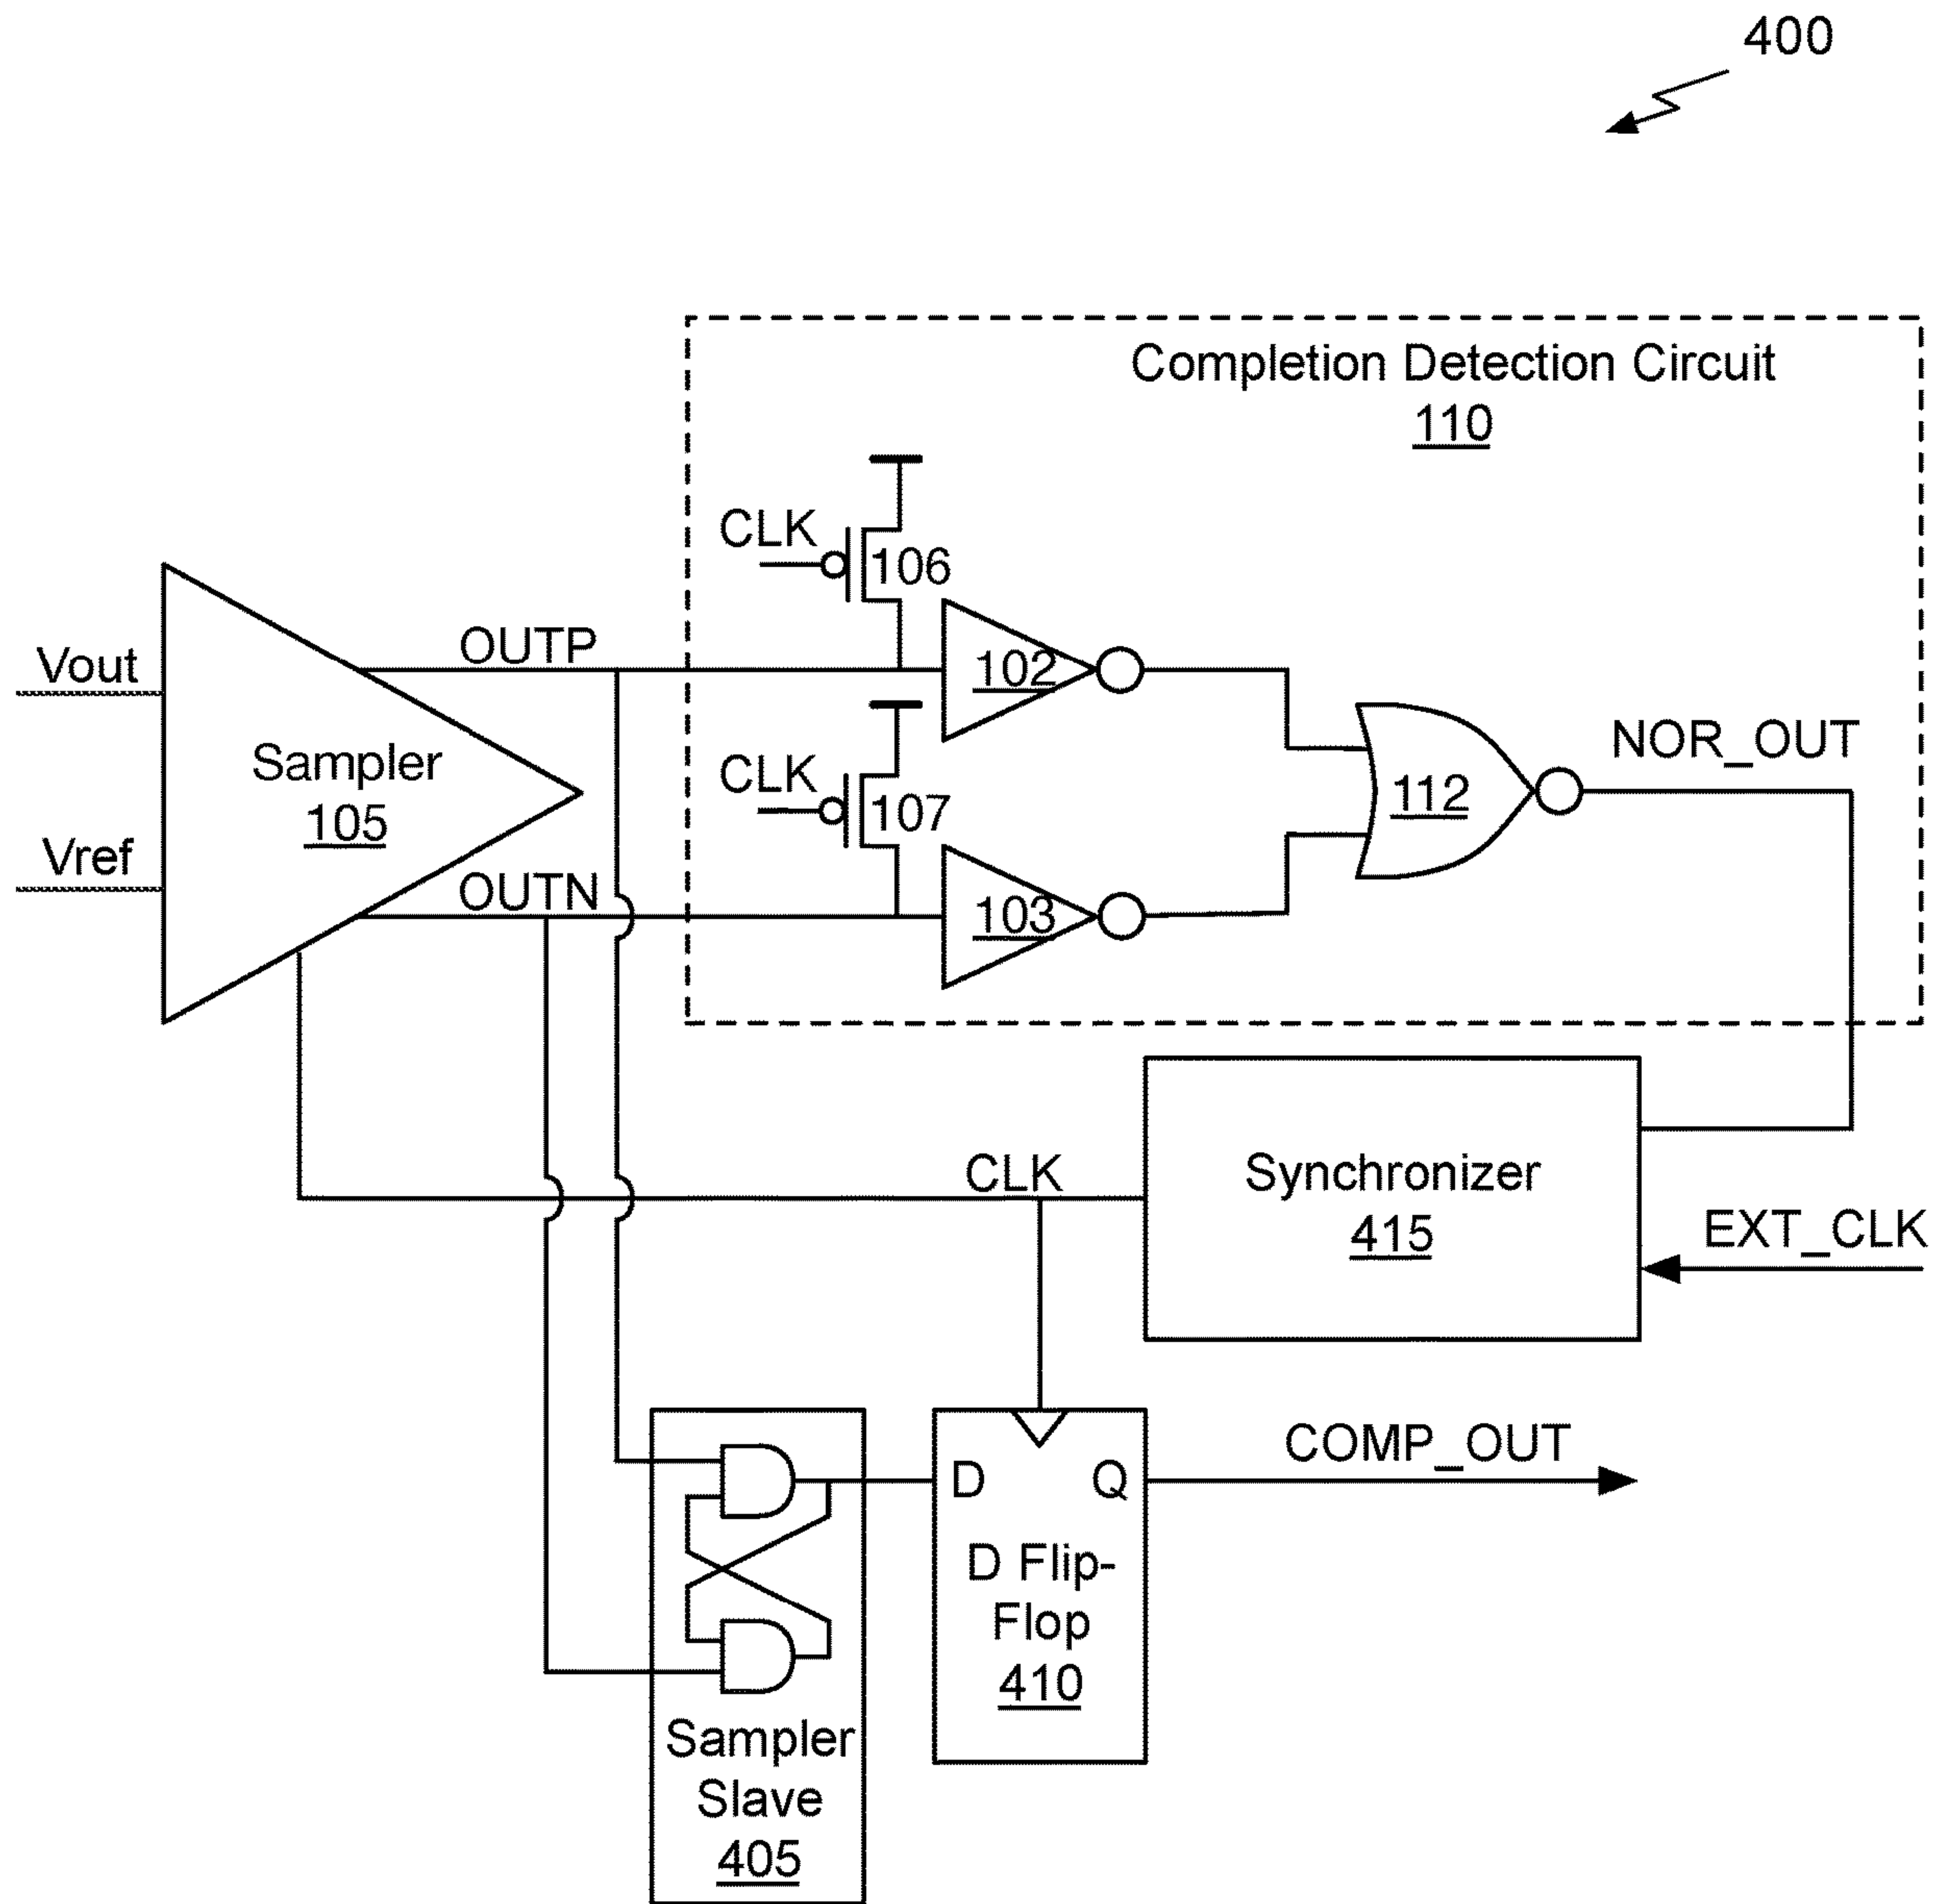 400
Completion Detection Circuit
110
CLK
106
OUTP
102
Vout
Sampler
105
CLK
107
NOR_OUT
112
Vref
OUTN
103
CLK
Synchronizer
415
EXT_CLK
COMP_OUT
D Q
D Flip-
Flop
410
Sampler
Slave
405